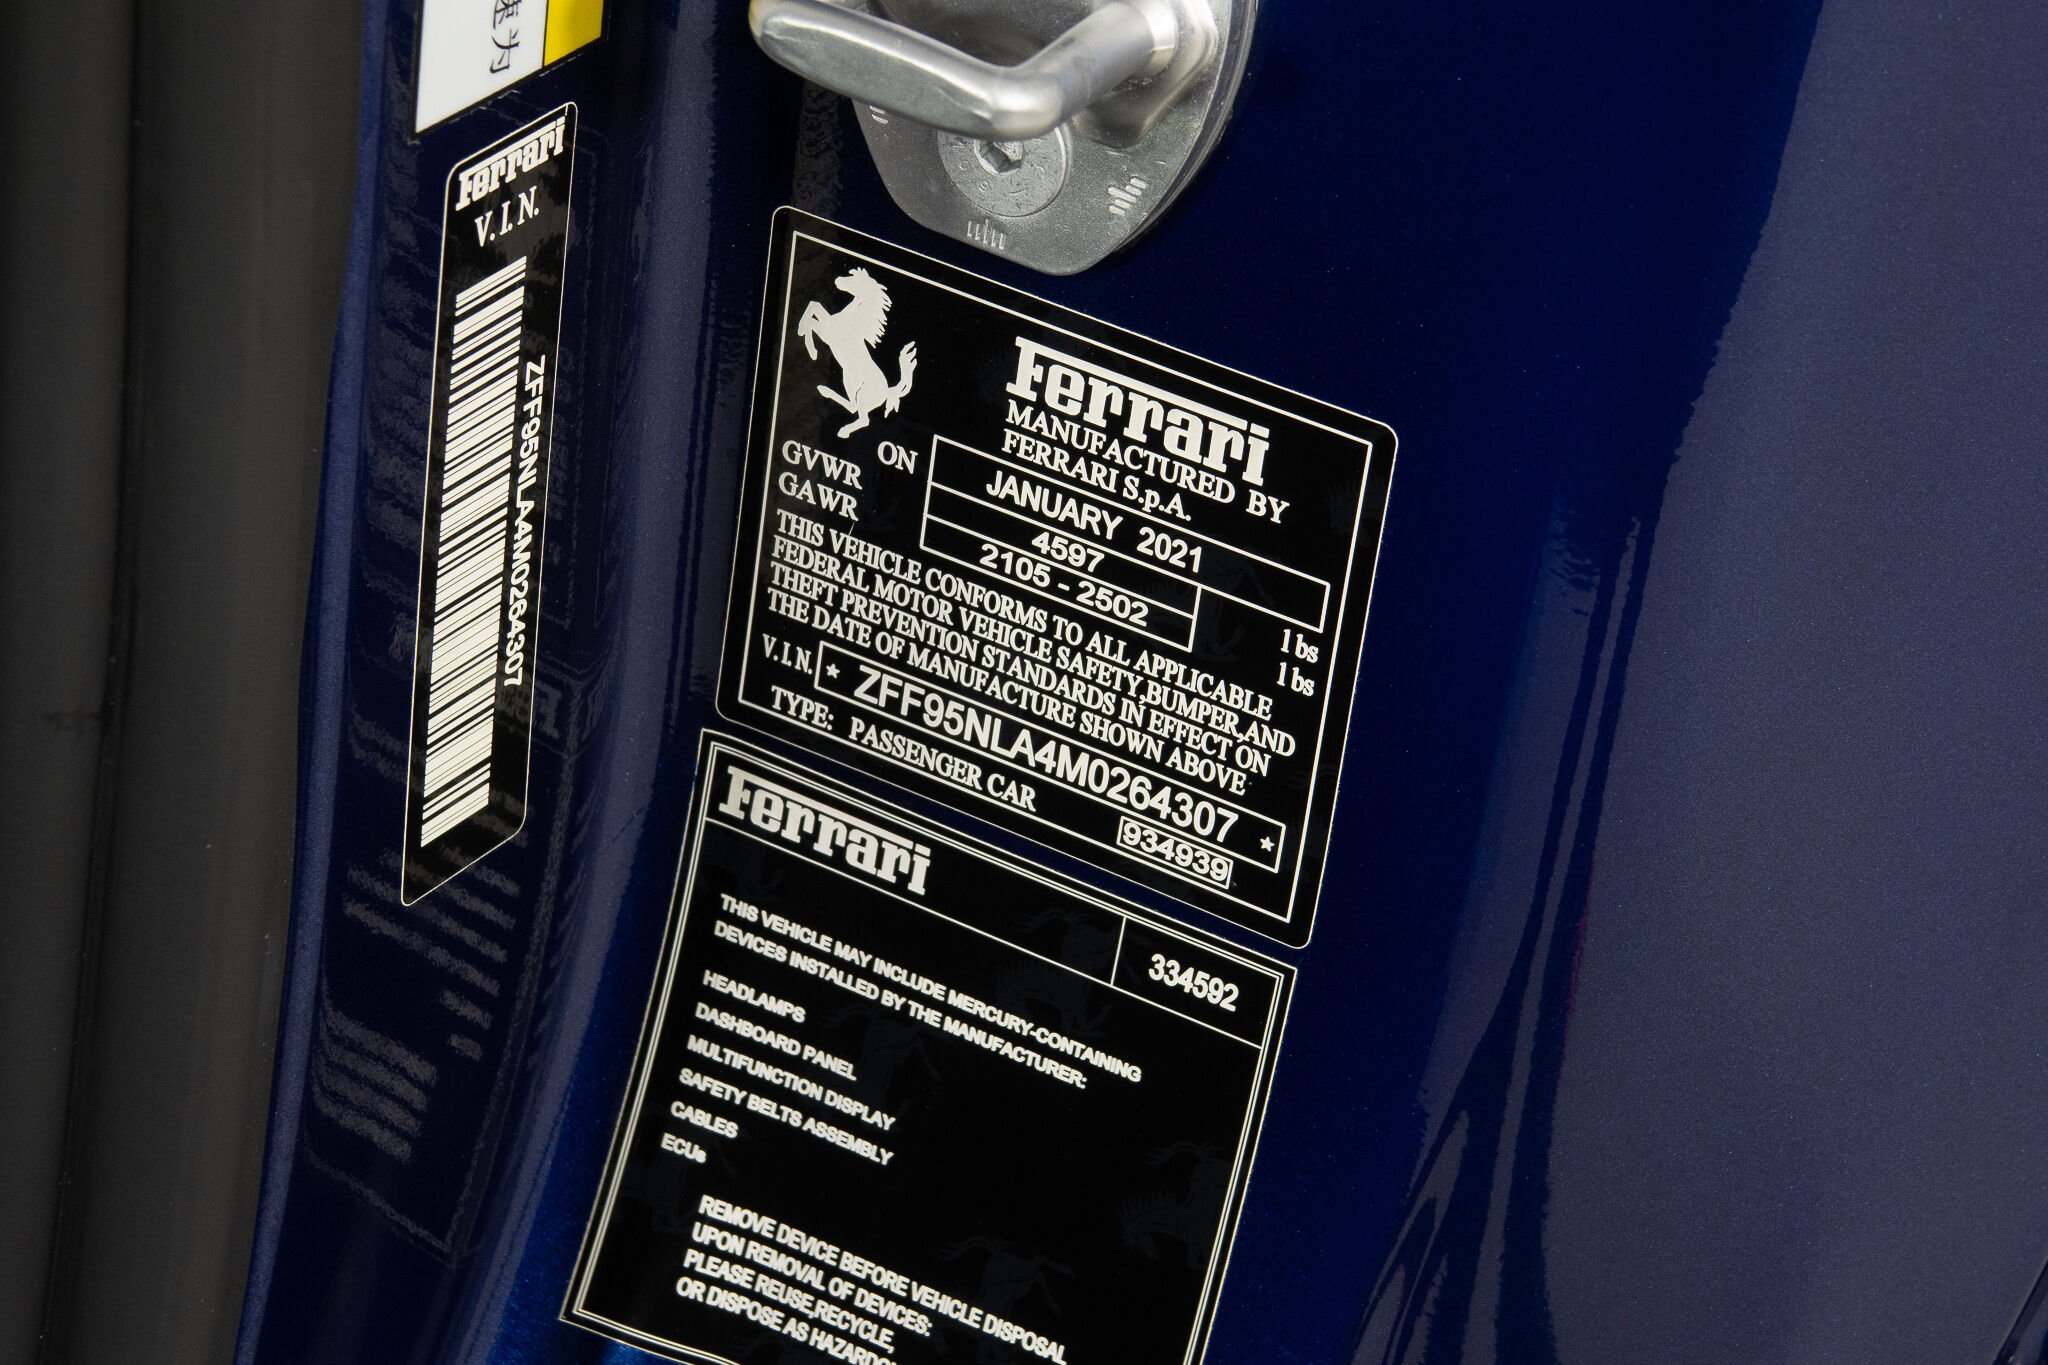 为
Ferrari
V. I. N.
ZFF95NLA4M0264307
Ferrari
MANUFACTURED BY
FERRARI S.p.A.
ON JANUARY 2021
GVWR 4597 lbs
GAWR 2105 - 2502 lbs
THIS VEHICLE CONFORMS TO ALL APPLICABLE
FEDERAL MOTOR VEHICLE SAFETY,BUMPER,AND
THEFT PREVENTION STANDARDS IN EFFECT ON
THE DATE OF MANUFACTURE SHOWN ABOVE
V. I. N. * ZFF95NLA4M0264307 *
TYPE: PASSENGER CAR
934939
Ferrari
334592
THIS VEHICLE MAY INCLUDE MERCURY-CONTAINING
DEVICES INSTALLED BY THE MANUFACTURER:
HEADLAMPS
DASHBOARD PANEL
MULTIFUNCTION DISPLAY
SAFETY BELTS ASSEMBLY
CABLES
ECUs
REMOVE DEVICE BEFORE VEHICLE DISPOSAL
UPON REMOVAL OF DEVICES:
PLEASE REUSE,RECYCLE,
OR DISPOSE AS